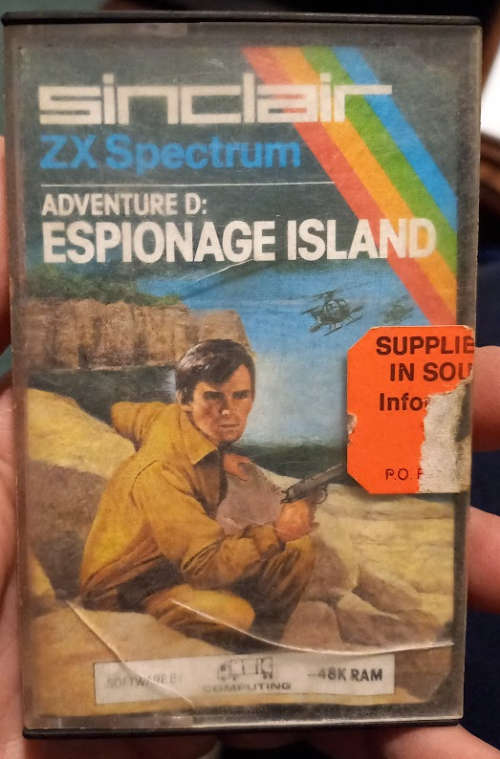 sinclair
ZX Spectrum
ADVENTURE D:
ESPIONAGE ISLAND
SUPPLIE
IN SOU
Info
P.O.
SOFTWARE BY
COMPUTING
48K RAM